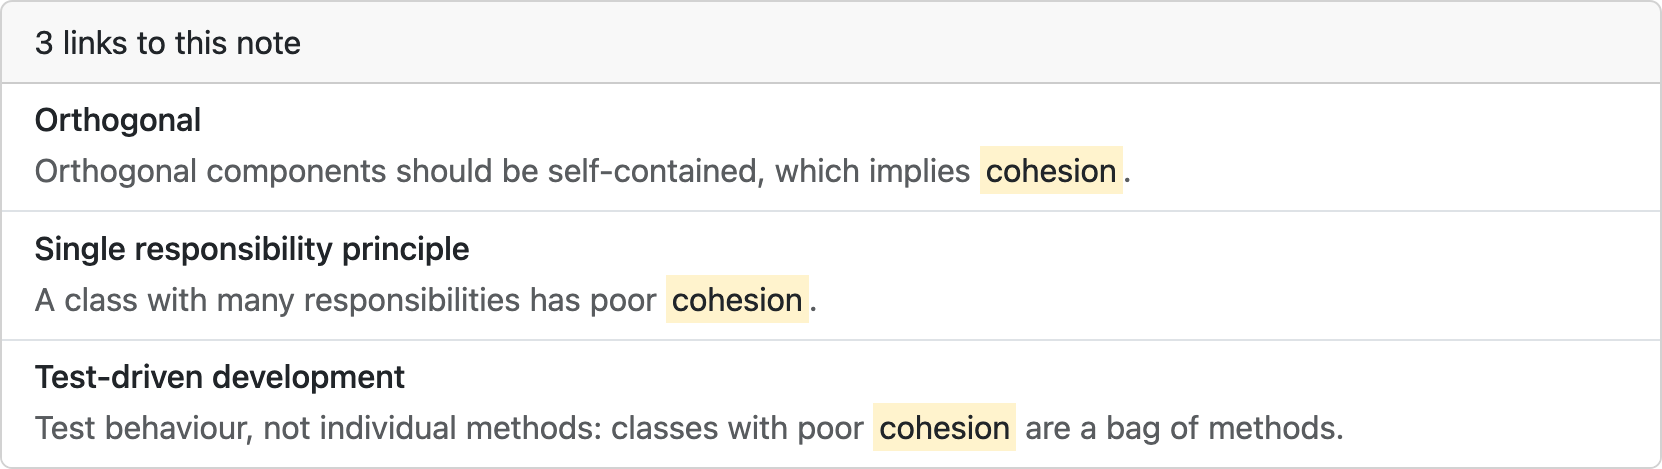 3 links to this note
Orthogonal
Orthogonal components should be self-contained, which implies cohesion.
Single responsibility principle
A class with many responsibilities has poor cohesion.
Test-driven development
Test behaviour, not individual methods: classes with poor cohesion are a bag of methods.